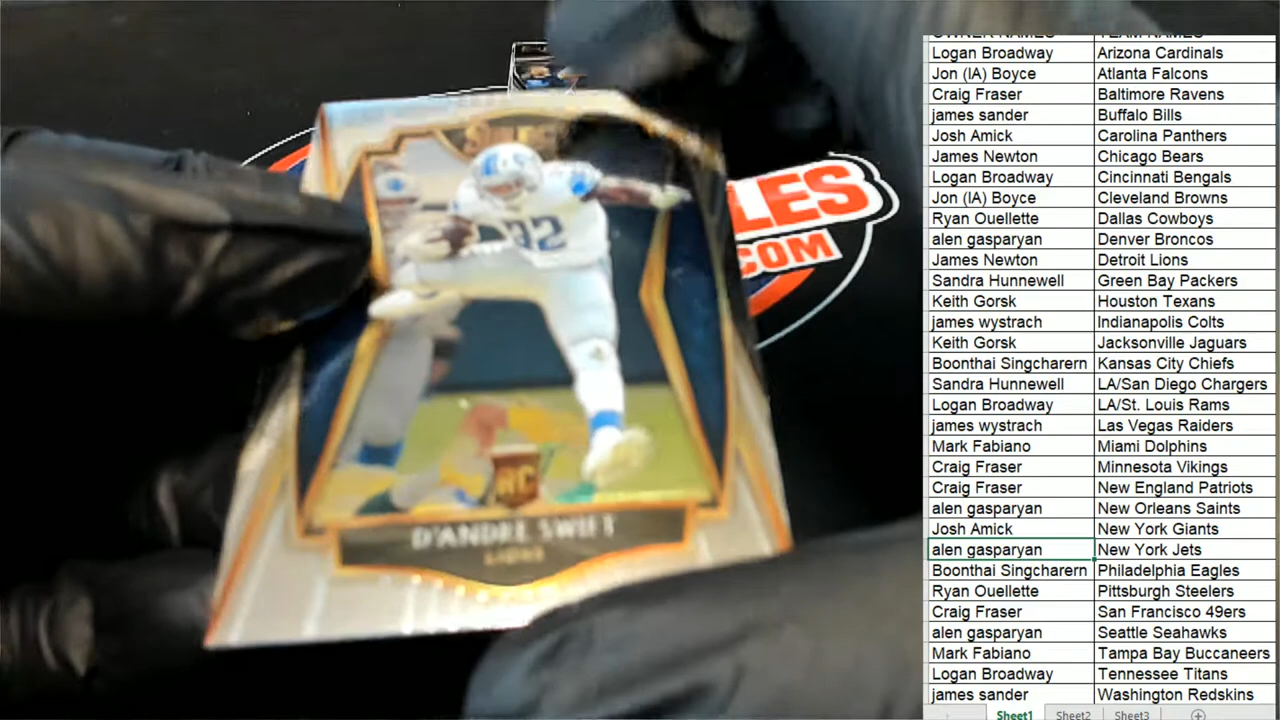 OWNER NAMES TEAM NAMES
Logan Broadway Arizona Cardinals
Jon (IA) Boyce Atlanta Falcons
Craig Fraser Baltimore Ravens
james sander Buffalo Bills
Josh Amick Carolina Panthers
James Newton Chicago Bears
Logan Broadway Cincinnati Bengals
Jon (IA) Boyce Cleveland Browns
Ryan Ouellette Dallas Cowboys
alen gasparyan Denver Broncos
James Newton Detroit Lions
Sandra Hunnewell Green Bay Packers
Keith Gorsk Houston Texans
james wystrach Indianapolis Colts
Keith Gorsk Jacksonville Jaguars
Boonthai Singcharern Kansas City Chiefs
Sandra Hunnewell LA/San Diego Chargers
Logan Broadway LA/St. Louis Rams
james wystrach Las Vegas Raiders
Mark Fabiano Miami Dolphins
Craig Fraser Minnesota Vikings
Craig Fraser New England Patriots
alen gasparyan New Orleans Saints
Josh Amick New York Giants
alen gasparyan New York Jets
Boonthai Singcharern Philadelphia Eagles
Ryan Ouellette Pittsburgh Steelers
Craig Fraser San Francisco 49ers
alen gasparyan Seattle Seahawks
Mark Fabiano Tampa Bay Buccaneers
Logan Broadway Tennessee Titans
james sander Washington Redskins
Sheet1 Sheet2 Sheet3
LES
COM
32
RC
D'ANDRE SWIFT
LIONS